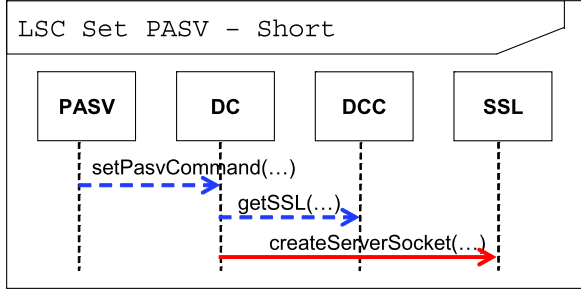 LSC Set PASV – Short
PASV DC DCC SSL
setPasvCommand(…)
getSSL(…)
createServerSocket(…)